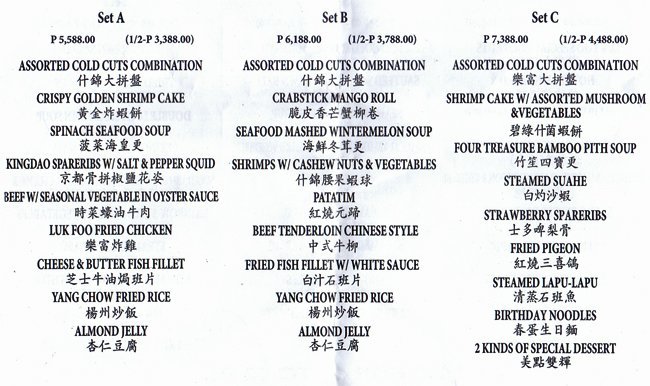 Set A
P 5,588.00 (1/2-P 3,388.00)
ASSORTED COLD CUTS COMBINATION
什錦大拼盤
CRISPY GOLDEN SHRIMP CAKE
黃金炸蝦餅
SPINACH SEAFOOD SOUP
菠菜海皇更
KINGDAO SPARERIBS W/ SALT & PEPPER SQUID
京都骨拼椒鹽花姿
BEEF W/ SEASONAL VEGETABLE IN OYSTER SAUCE
時菜蠔油牛肉
LUK FOO FRIED CHICKEN
樂富炸雞
CHEESE & BUTTER FISH FILLET
芝士牛油焗班片
YANG CHOW FRIED RICE
楊州炒飯
ALMOND JELLY
杏仁豆腐
Set B
P 6,188.00 (1/2-P 3,788.00)
ASSORTED COLD CUTS COMBINATION
什錦大拼盤
CRABSTICK MANGO ROLL
脆皮香芒蟹柳卷
SEAFOOD MASHED WINTERMELON SOUP
海鮮冬茸更
SHRIMPS W/ CASHEW NUTS & VEGETABLES
什錦腰果蝦球
PATATIM
紅燒元蹄
BEEF TENDERLOIN CHINESE STYLE
中式牛柳
FRIED FISH FILLET W/ WHITE SAUCE
白汁石班片
YANG CHOW FRIED RICE
楊州炒飯
ALMOND JELLY
杏仁豆腐
Set C
P 7,388.00 (1/2-P 4,488.00)
ASSORTED COLD CUTS COMBINATION
樂富大拼盤
SHRIMP CAKE W/ ASSORTED MUSHROOM
&VEGETABLES
碧綠什菌蝦餅
FOUR TREASURE BAMBOO PITH SOUP
竹笙四寶更
STEAMED SUAHE
白灼沙蝦
STRAWBERRY SPARERIBS
士多啤梨骨
FRIED PIGEON
紅燒三喜鴿
STEAMED LAPU-LAPU
清蒸石班魚
BIRTHDAY NOODLES
春蛋生日麵
2 KINDS OF SPECIAL DESSERT
美點雙輝